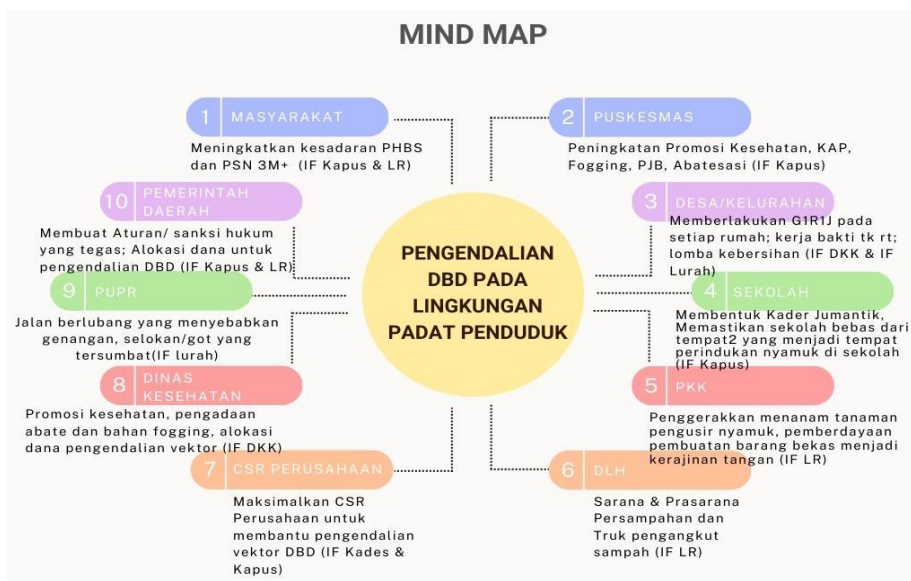 MIND MAP
1 MASYARAKAT
Meningkatkan kesadaran PHBS
dan PSN 3M+ (IF Kapus & LR)
2 PUSKESMAS
Peningkatan Promosi Kesehatan, KAP,
Fogging, PJB, Abatesasi (IF Kapus)
10 PEMERINTAH
DAERAH
Membuat Aturan/ sanksi hukum
yang tegas; Alokasi dana untuk
pengendalian DBD (IF Kapus & LR)
3 DESA/KELURAHAN
Memberlakukan G1R1J pada
setiap rumah; kerja bakti tk rt;
lomba kebersihan (IF DKK & IF
Lurah)
PENGENDALIAN
DBD PADA
LINGKUNGAN
PADAT PENDUDUK
9 PUPR
Jalan berlubang yang menyebabkan
genangan, selokan/got yang
tersumbat(IF lurah)
4 SEKOLAH
Membentuk Kader Jumantik,
Memastikan sekolah bebas dari
tempat2 yang menjadi tempat
perindukan nyamuk di sekolah
(IF Kapus)
8 DINAS
KESEHATAN
Promosi kesehatan, pengadaan
abate dan bahan fogging, alokasi
dana pengendalian vektor (IF DKK)
5 PKK
Penggerakkan menanam tanaman
pengusir nyamuk, pemberdayaan
pembuatan barang bekas menjadi
kerajinan tangan (IF LR)
7 CSR PERUSAHAAN
Maksimalkan CSR
Perusahaan untuk
membantu pengendalian
vektor DBD (IF Kades &
Kapus)
6 DLH
Sarana & Prasarana
Persampahan dan
Truk pengangkut
sampah (IF LR)